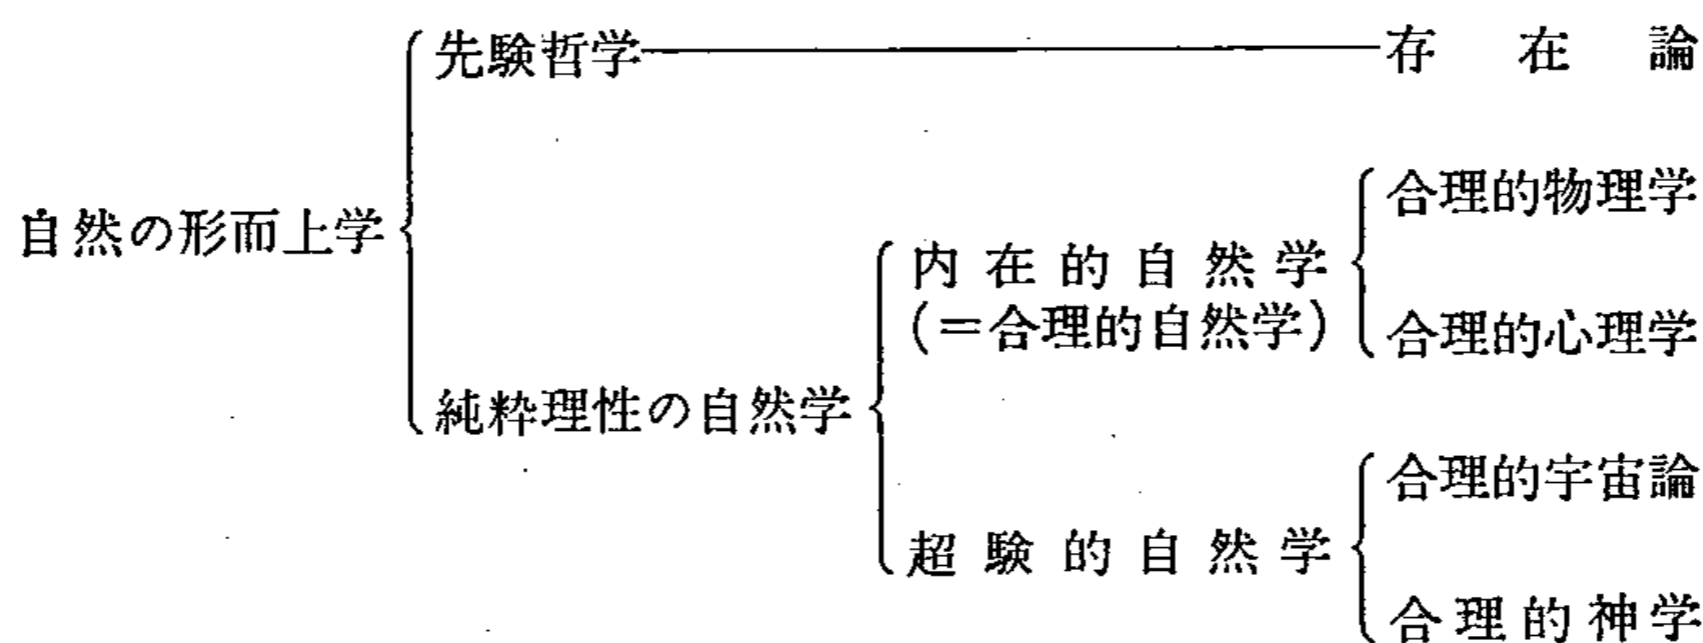 先験哲学 存在論
合理的物理学
自然の形而上学
内在的自然学
(=合理的自然学)
合理的心理学
純粋理性の自然学
合理的宇宙論
超験的自然学
合理的神学